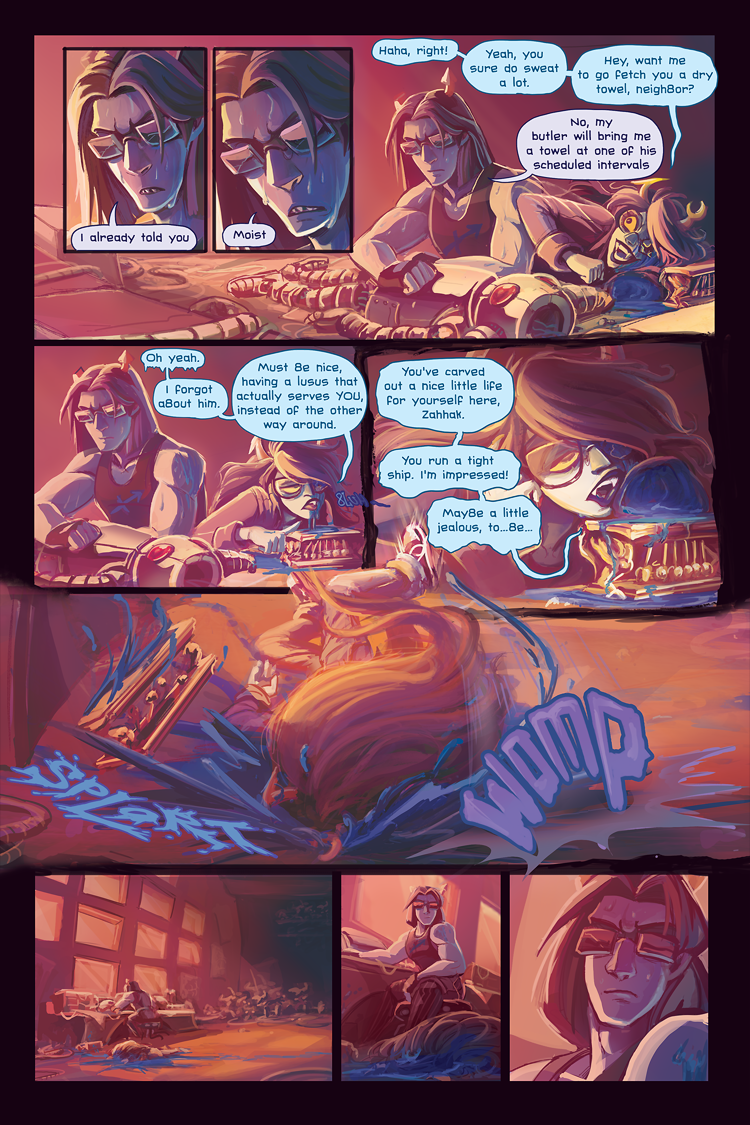 I already told you
Moist
Haha, right!
Yeah, you
sure do sweat
a lot.
Hey, want me
to go fetch you a dry
towel, neigh8or?
No, my
butler will bring me
a towel at one of his
scheduled intervals
Oh yeah.
I forgot
a8out him.
Must 8e nice,
having a lusus that
actually serves YOU,
instead of the other
way around.
You've carved
out a nice little life
for yourself here,
Zahhak.
You run a tight
ship. I'm impressed!
May8e a little
jealous, to...8e...
SPLORT
WOMP